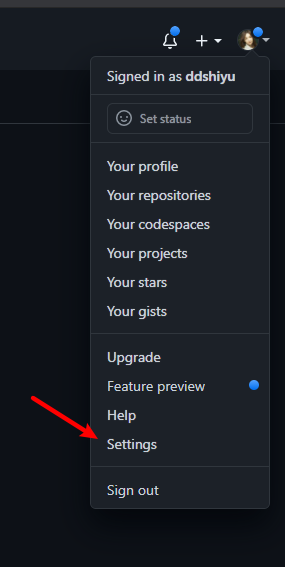 Signed in as ddshiyu
Set status
Your profile
Your repositories
Your codespaces
Your projects
Your stars
Your gists
Upgrade
Feature preview
Help
Settings
Sign out